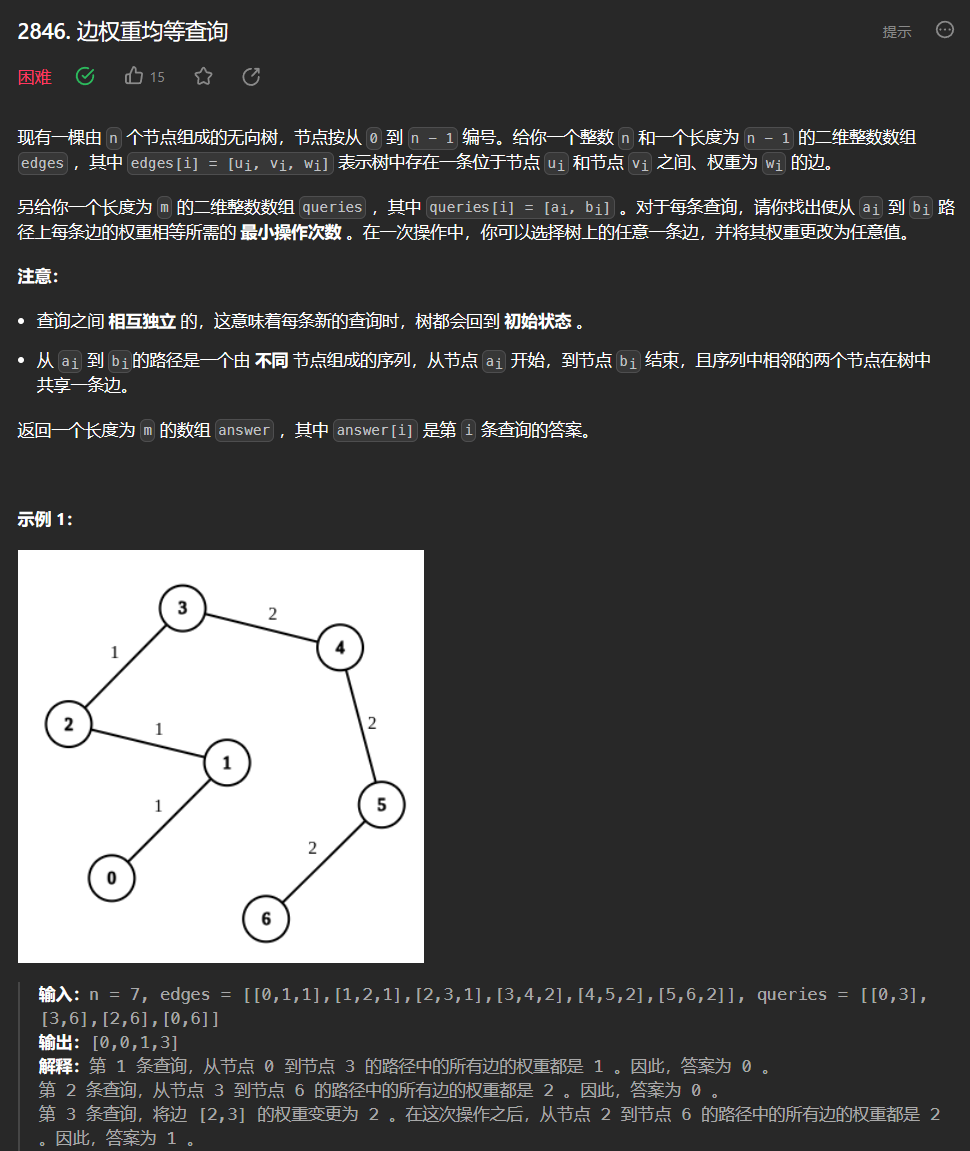 2846. 边权重均等查询
提示
困难
15
现有一棵由 n 个节点组成的无向树，节点按从 0 到 n - 1 编号。给你一个整数 n 和一个长度为 n - 1 的二维整数数组
edges ，其中 edges[i] = [ui, vi, wi] 表示树中存在一条位于节点 ui 和节点 vi 之间、权重为 wi 的边。
另给你一个长度为 m 的二维整数数组 queries ，其中 queries[i] = [ai, bi] 。对于每条查询，请你找出使从 ai 到 bi 路
径上每条边的权重相等所需的 最小操作次数 。在一次操作中，你可以选择树上的任意一条边，并将其权重更改为任意值。
注意：
• 查询之间 相互独立 的，这意味着每条新的查询时，树都会回到 初始状态 。
• 从 ai 到 bi的路径是一个由 不同 节点组成的序列，从节点 ai 开始，到节点 bi 结束，且序列中相邻的两个节点在树中
共享一条边。
返回一个长度为 m 的数组 answer ，其中 answer[i] 是第 i 条查询的答案。
示例 1：
3
2
4
1
2
2
1
1
1
5
2
0
6
输入：n = 7, edges = [[0,1,1],[1,2,1],[2,3,1],[3,4,2],[4,5,2],[5,6,2]], queries = [[0,3],
[3,6],[2,6],[0,6]]
输出：[0,0,1,3]
解释：第 1 条查询，从节点 0 到节点 3 的路径中的所有边的权重都是 1 。因此，答案为 0 。
第 2 条查询，从节点 3 到节点 6 的路径中的所有边的权重都是 2 。因此，答案为 0 。
第 3 条查询，将边 [2,3] 的权重变更为 2 。在这次操作之后，从节点 2 到节点 6 的路径中的所有边的权重都是 2
。因此，答案为 1 。